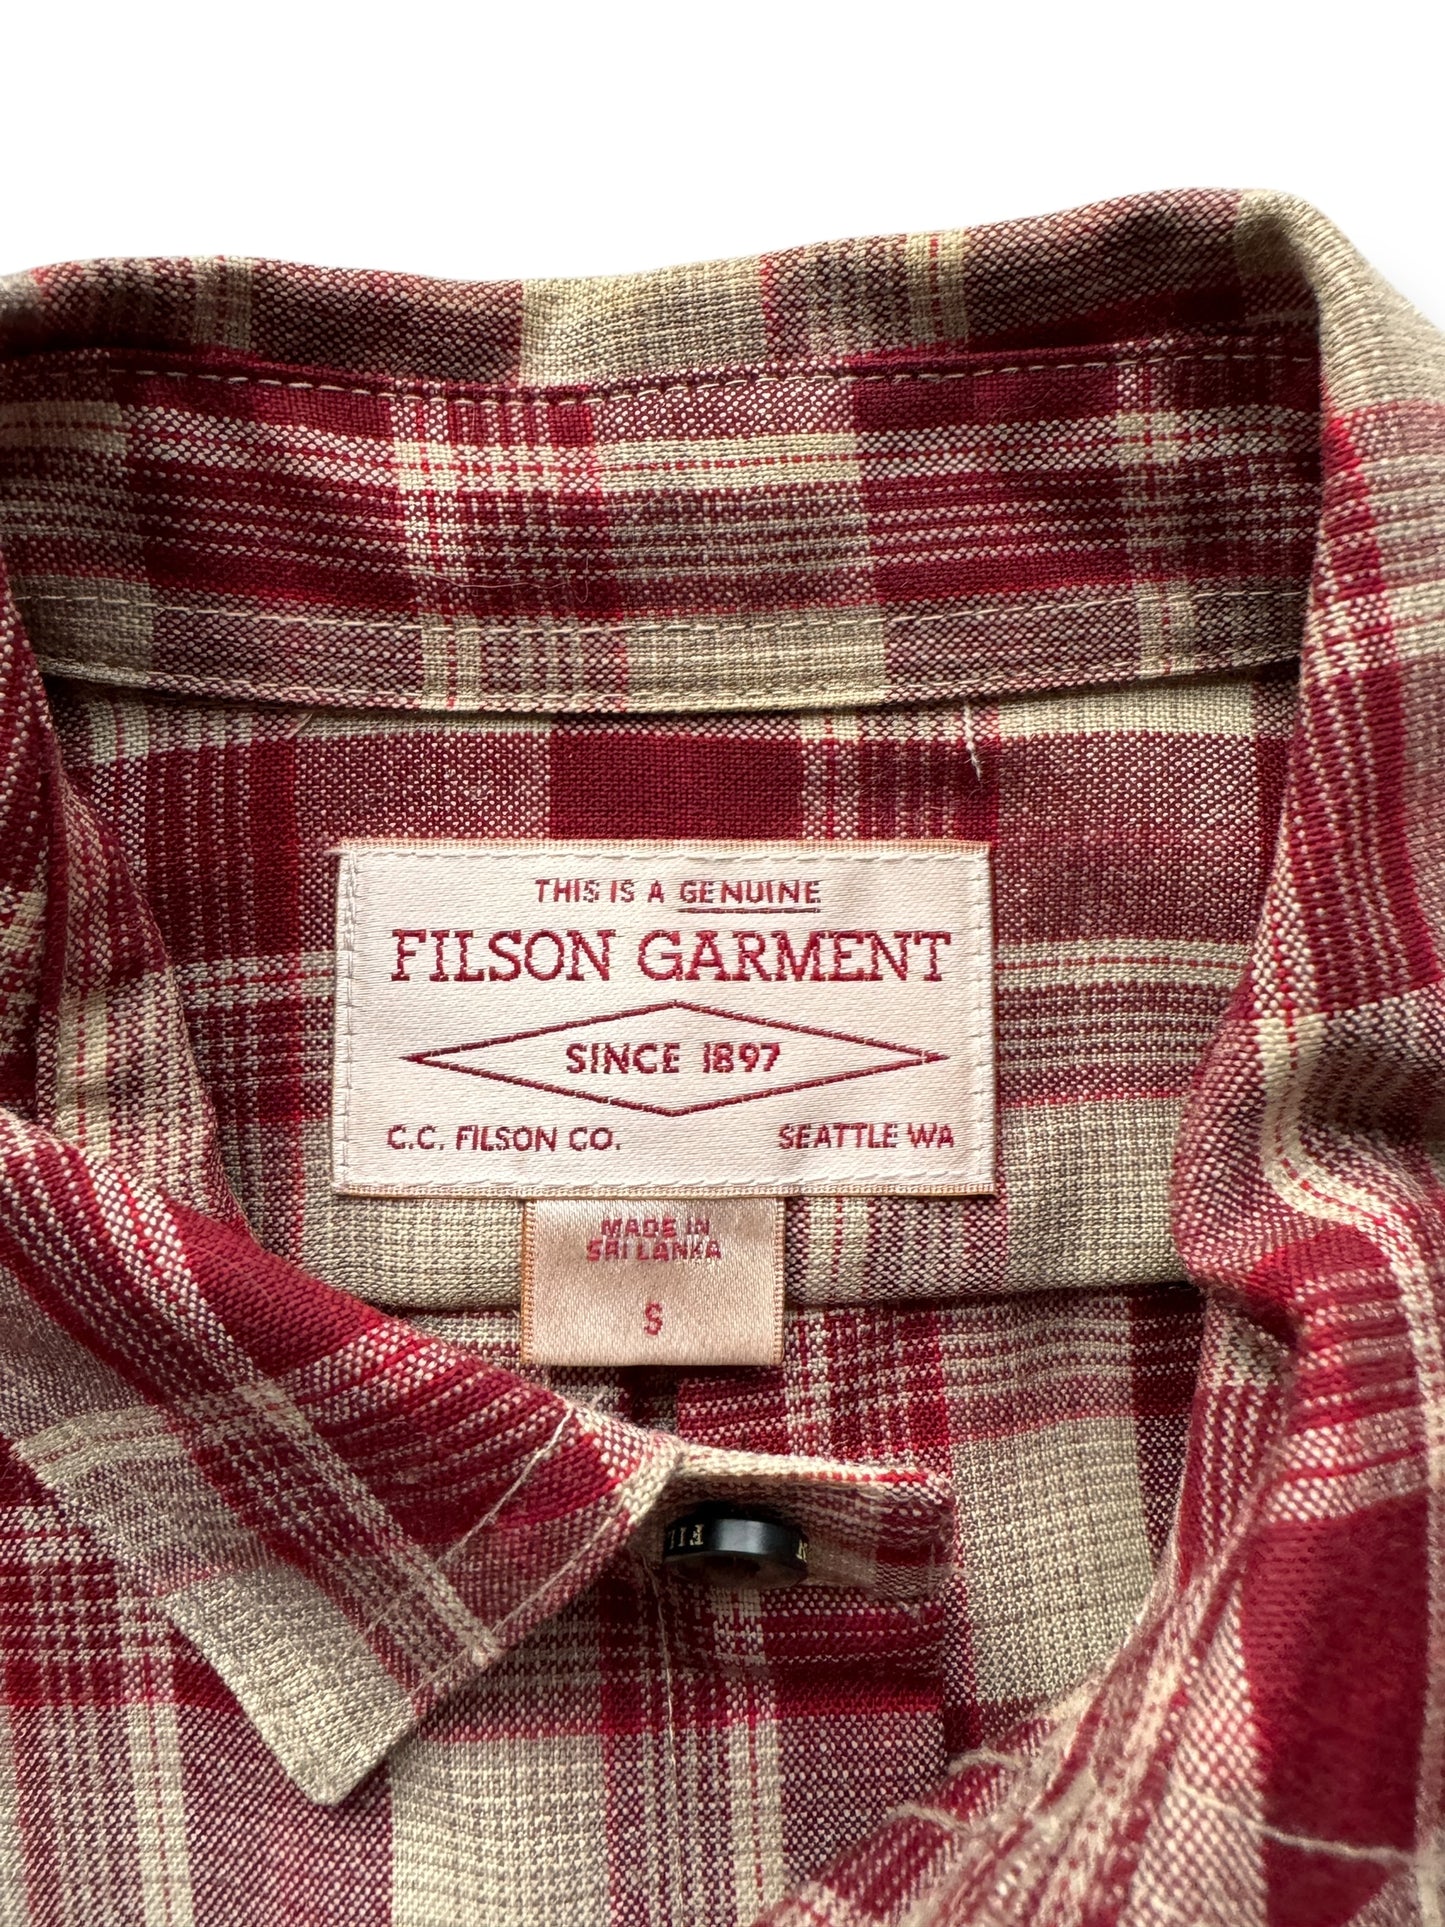 THIS IS A GENUINE
FILSON GARMENT
SINCE 1897
C.C. FILSON CO. SEATTLE WA
MADE IN
SRI LANKA
S